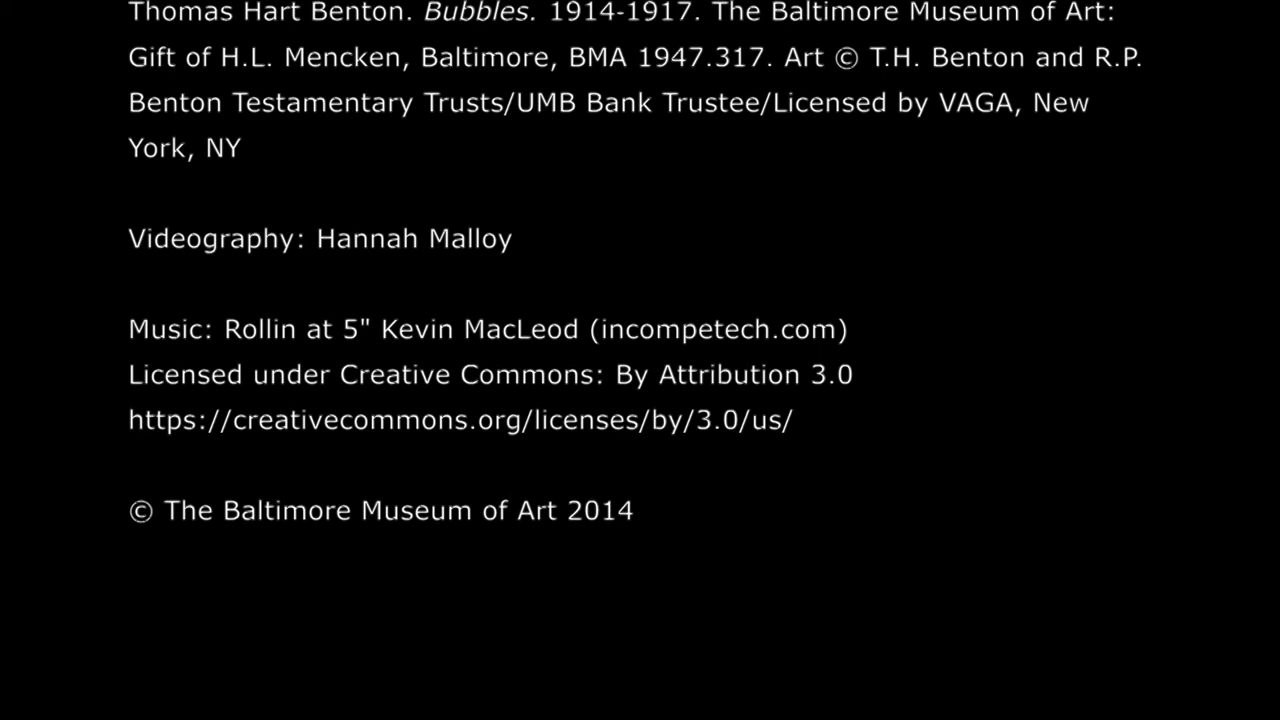 Thomas Hart Benton. Bubbles. 1914-1917. The Baltimore Museum of Art:
Gift of H.L. Mencken, Baltimore, BMA 1947.317. Art © T.H. Benton and R.P.
Benton Testamentary Trusts/UMB Bank Trustee/Licensed by VAGA, New
York, NY
Videography: Hannah Malloy
Music: Rollin at 5" Kevin MacLeod (incompetech.com)
Licensed under Creative Commons: By Attribution 3.0
https://creativecommons.org/licenses/by/3.0/us/
© The Baltimore Museum of Art 2014